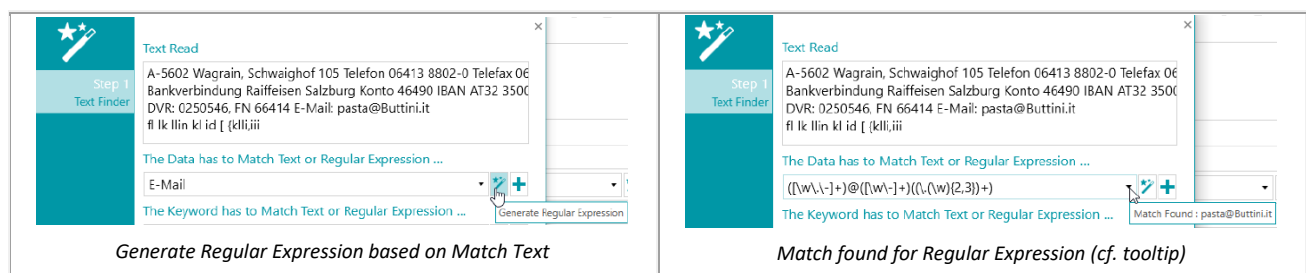 Text Read
A-5602 Wagrain, Schwaighof 105 Telefon 06413 8802-0 Telefax 06
Step 1
Text Finder
Bankverbindung Raiffeisen Salzburg Konto 46490 IBAN AT32 3500
DVR: 0250546, FN 66414 E-Mail: pasta@Buttini.it
fl lk llin kl id [ {klli,iii
The Data has to Match Text or Regular Expression ...
E-Mail
The Keyword has to Match Text or Regular Expression ...
Generate Regular Expression
Generate Regular Expression based on Match Text
Text Read
A-5602 Wagrain, Schwaighof 105 Telefon 06413 8802-0 Telefax 06
Step 1
Text Finder
Bankverbindung Raiffeisen Salzburg Konto 46490 IBAN AT32 3500
DVR: 0250546, FN 66414 E-Mail: pasta@Buttini.it
fl lk llin kl id [ {klli,iii
The Data has to Match Text or Regular Expression ...
([\w\.\-]+)@([\w\-]+)((\.(\w){2,3})+)
The Keyword has to Match Text or Regular Expression ...
Match Found : pasta@Buttini.it
Match found for Regular Expression (cf. tooltip)